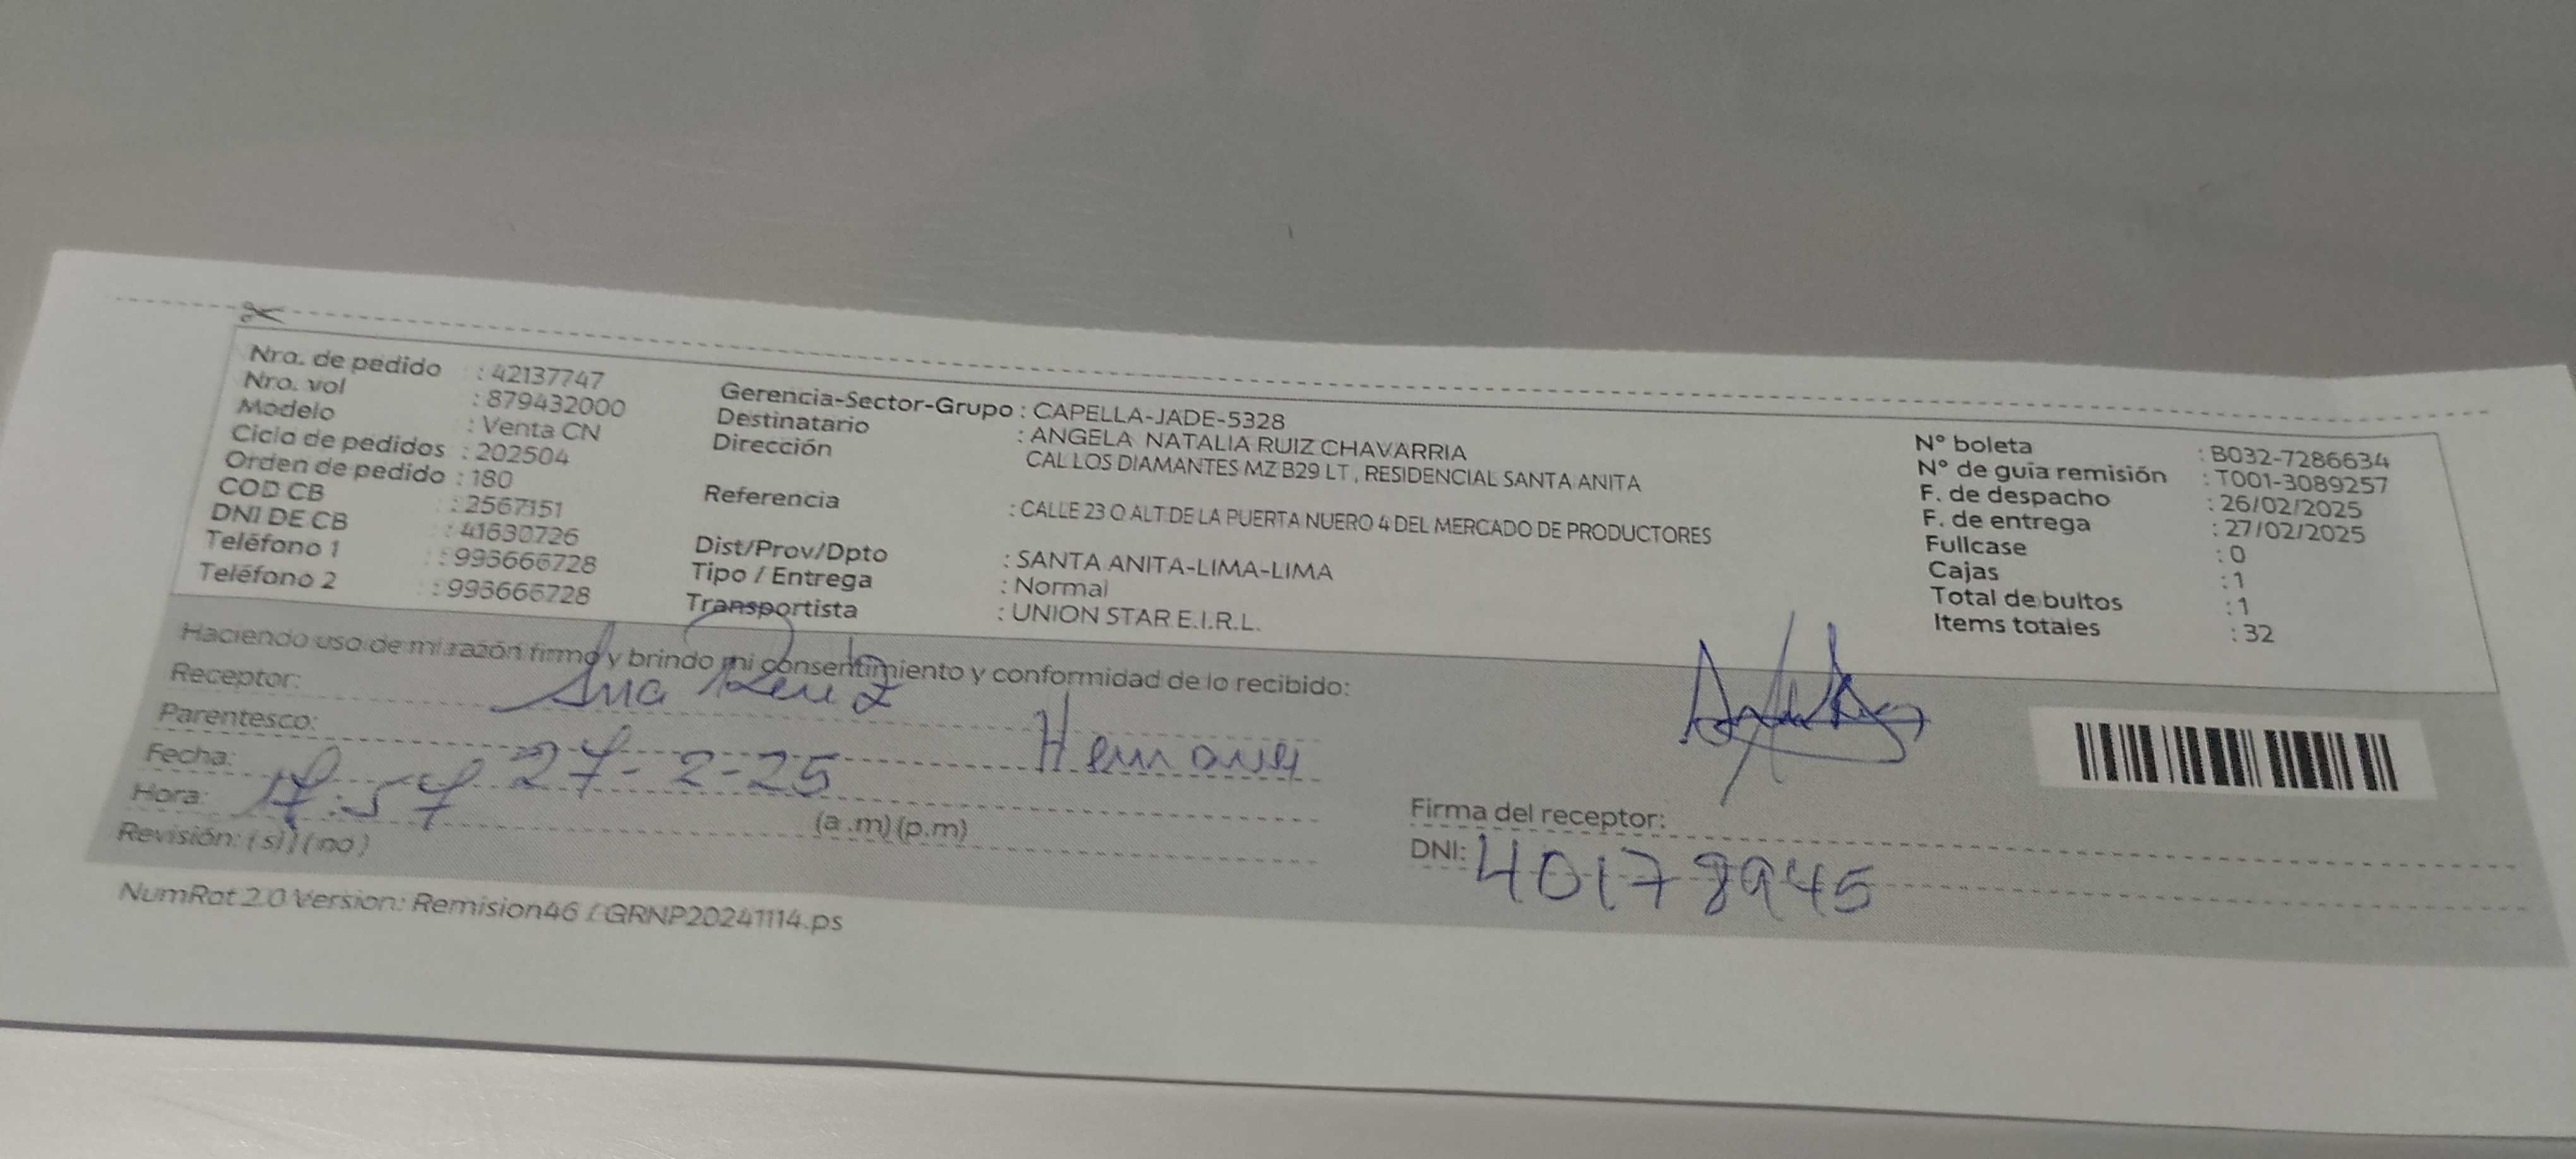 Nro. de pedido : 42137747
Nro. vol : 879432000
Modelo : Venta CN
Ciclo de pedidos : 202504
Orden de pedido : 180
COD CB : 2567151
DNI DE CB : 41630726
Teléfono 1 : 993666728
Teléfono 2 : 993666728
Gerencia-Sector-Grupo : CAPELLA-JADE-5328
Destinatario : ANGELA NATALIA RUIZ CHAVARRIA
Dirección CAL LOS DIAMANTES MZ B29 LT , RESIDENCIAL SANTA ANITA
Referencia : CALLE 23 Q ALT DE LA PUERTA NUERO 4 DEL MERCADO DE PRODUCTORES
Dist/Prov/Dpto : SANTA ANITA-LIMA-LIMA
Tipo / Entrega : Normal
Transportista : UNION STAR E.I.R.L.
N° boleta : B032-7286634
N° de guia remisión : T001-3089257
F. de despacho : 26/02/2025
F. de entrega : 27/02/2025
Fullcase : 0
Cajas : 1
Total de bultos : 1
Items totales : 32
Haciendo uso de mi razón firmo y brindo mi consentimiento y conformidad de lo recibido:
Receptor: Ana Ruiz
Parentesco: Hermana
Fecha: 27-2-25
Hora: 17:57 (a .m) (p.m)
Revisión: ( si ) ( no )
Firma del receptor:
DNI: 40178945
NumRot 2.0 Version: Remision46 / GRNP20241114.ps